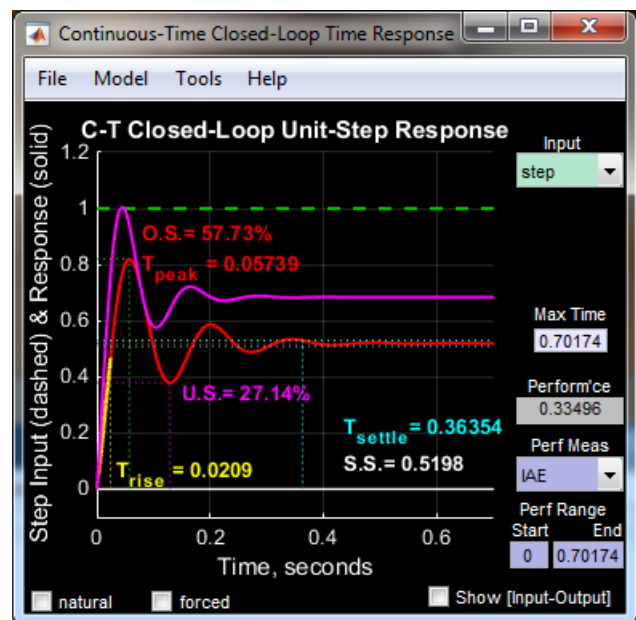 Continuous-Time Closed-Loop Time Response
File Model Tools Help
C-T Closed-Loop Unit-Step Response
Step Input (dashed) & Response (solid)
1.2
1
0.8
0.6
0.4
0.2
0
O.S.= 57.73%
Tpeak = 0.05739
U.S.= 27.14%
Tsettle = 0.36354
S.S.= 0.5198
Trise = 0.0209
0 0.2 0.4 0.6
Time, seconds
Input
step
Max Time
0.70174
Perform'ce
0.33496
Perf Meas
IAE
Perf Range
Start End
0 0.70174
natural forced Show [Input-Output]